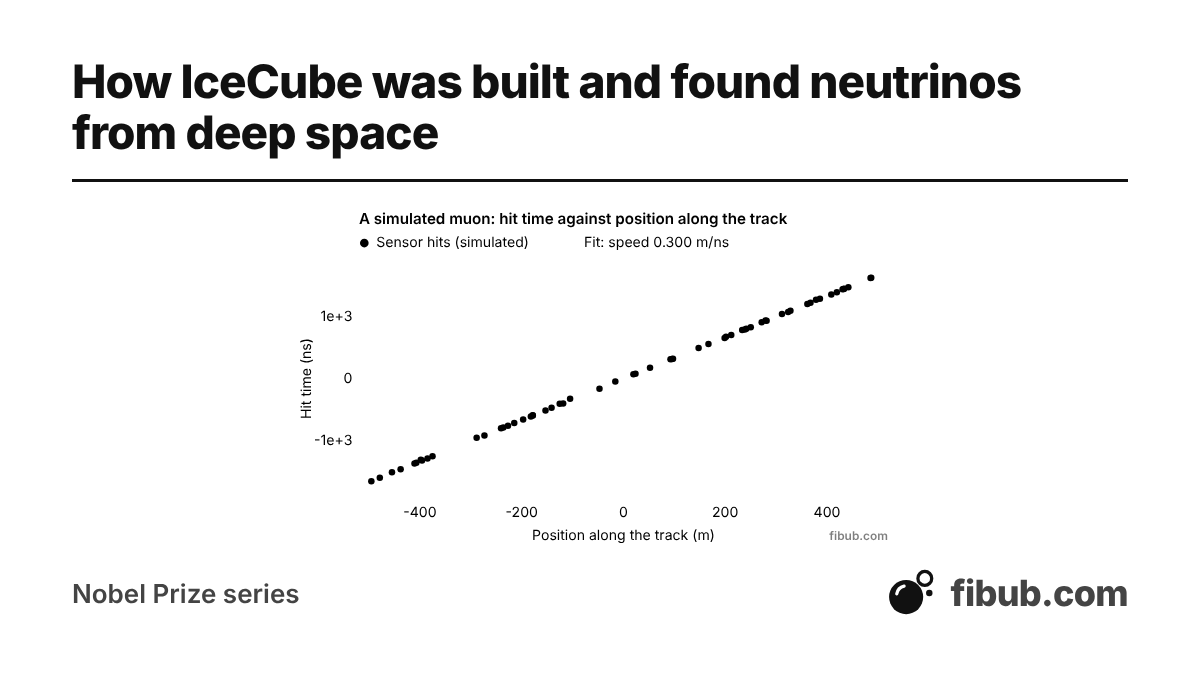 How IceCube was built and found neutrinos
from deep space
A simulated muon: hit time against position along the track
Sensor hits (simulated) Fit: speed 0.300 m/ns
1e+3
0
-1e+3
Hit time (ns)
-400 -200 0 200 400
Position along the track (m)
fibub.com
Nobel Prize series
fibub.com